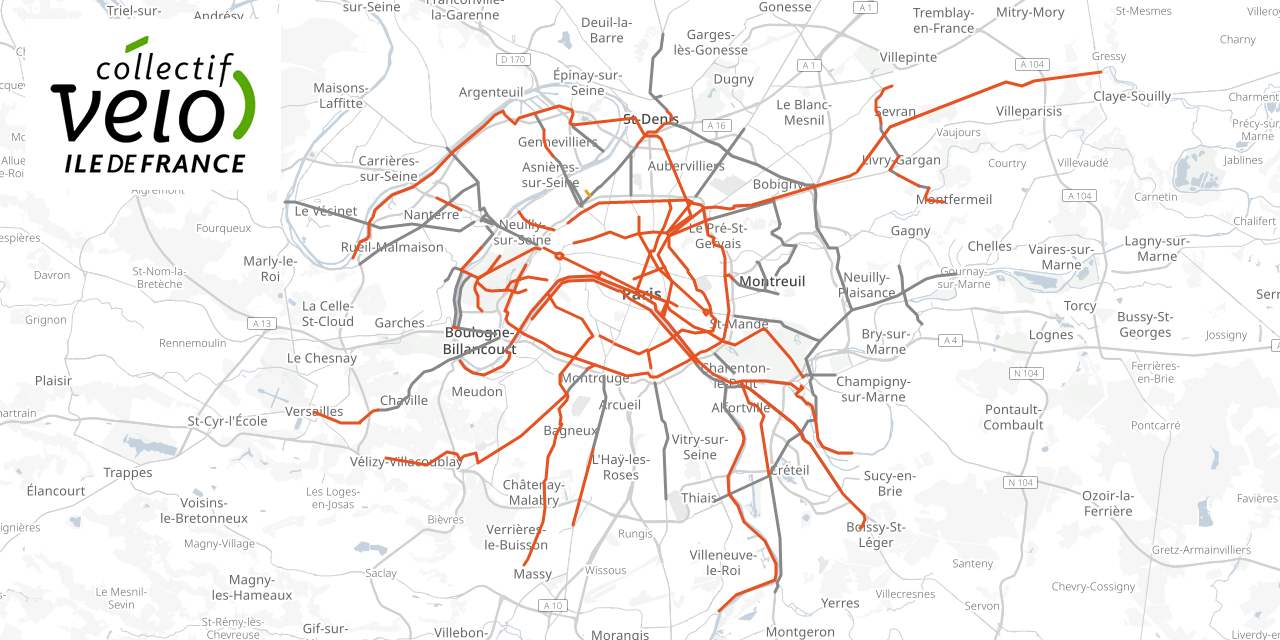 collectif
vélo
ILE DE FRANCE
Triel-sur-
Andrésy
sur-Seine
Franconville-
la-Garenne
Deuil-la-
Barre
Gonesse
A 1
Tremblay-
en-France
Mitry-Mory
St-Mesmes
Villeroy
Garges-
lès-Gonesse
Charny
D 170
A 1
Villepinte
A 104
Gressy
Maisons-
Laffitte
Argenteuil
Épinay-sur-
Seine
Dugny
Le Blanc-
Mesnil
Sevran
Villeparisis
Claye-Souilly
Charment
Précy-sur-
Marne
St-Denis
A 16
Gennevilliers
Vaujours
Carrières-
sur-Seine
Asnières-
sur-Seine
Aubervilliers
Bobigny
Livry-Gargan
Courtry
Villevaudé
Jablines
Aigremont
Le Vésinet
Nanterre
Montfermeil
A 104
Carnetin
Fourqueux
Neuilly-
sur-Seine
Le Pré-St-
Gervais
Gagny
Chalifert
Rueil-Malmaison
Chelles
Vaires-sur-
Marne
Lagny-sur-
Marne
Davron
St-Nom-la-
Bretèche
Marly-le-
Roi
Montreuil
Neuilly-
Plaisance
Gournay-
sur-Marne
Paris
Torcy
Grignon
La Celle-
St-Cloud
A 13
Garches
Boulogne-
Billancourt
St-Mandé
Bry-sur-
Marne
A 4
Lognes
Bussy-St-
Georges
Jossigny
Rennemoulin
Le Chesnay
Plaisir
Meudon
Montrouge
Charenton-
le-Pont
Champigny-
sur-Marne
N 104
Ferrières-
en-Brie
Versailles
Chaville
Arcueil
Alfortville
Pontault-
Combault
Pontcarré
St-Cyr-l'École
Bagneux
Vitry-sur-
Seine
Trappes
Vélizy-Villacoublay
L'Haÿ-les-
Roses
Créteil
Sucy-en-
Brie
N 104
Élancourt
Voisins-
le-Bretonneux
Les Loges-
en-Josas
Châtenay-
Malabry
Thiais
Ozoir-la-
Ferrière
Favières
Bièvres
Verrières-
le-Buisson
Rungis
Boissy-St-
Léger
Magny-Village
Gretz-Armainvilliers
Saclay
Massy
Wissous
Villeneuve-
le-Roi
Santeny
Magny-
les-Hameaux
Chevry-Cossigny
Le Mesnil-
Sevin
A 10
Yerres
Villecresnes
Servon
St-Rémy-lès-
Chevreuse
Gif-sur-
Villebon-
Morangis
Montgeron